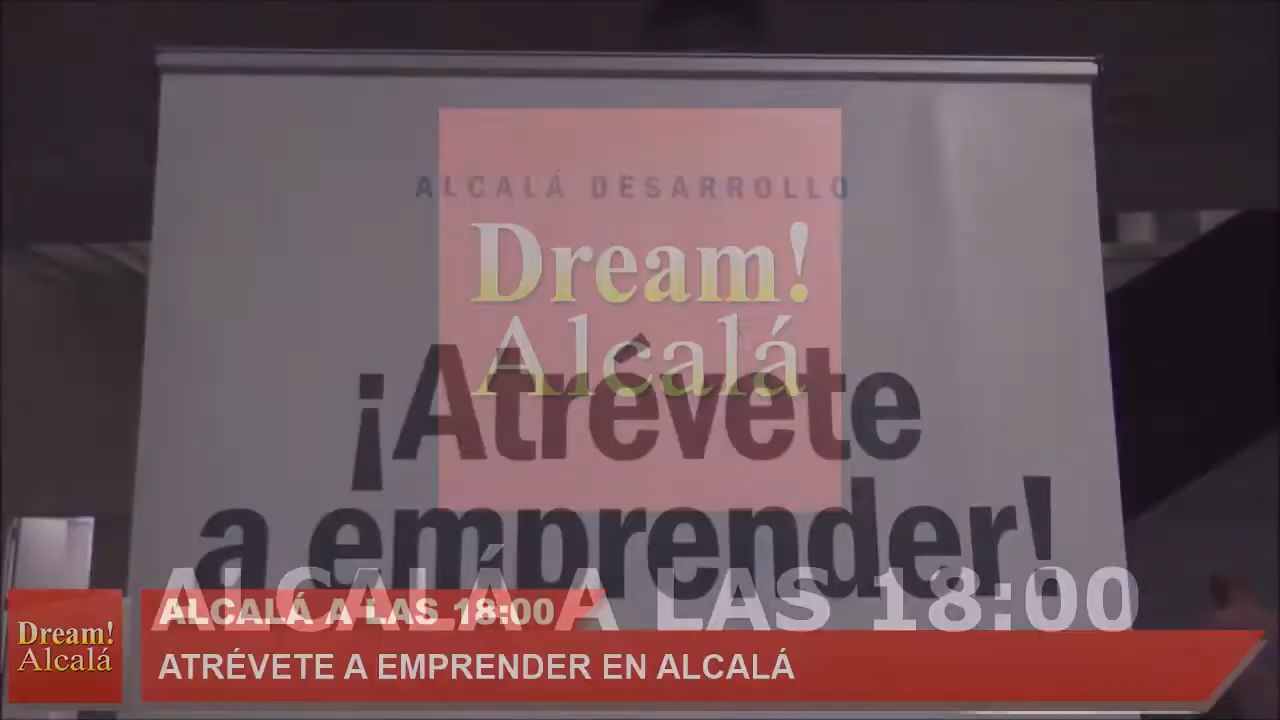 ALCALÁ DESARROLLO
Dream!
Alcalá
¡Atrévete
a emprender!
ALCALÁ A LAS 18:00
ALCALÁ A LAS 18:00
Dream!
Alcalá
ATRÉVETE A EMPRENDER EN ALCALÁ